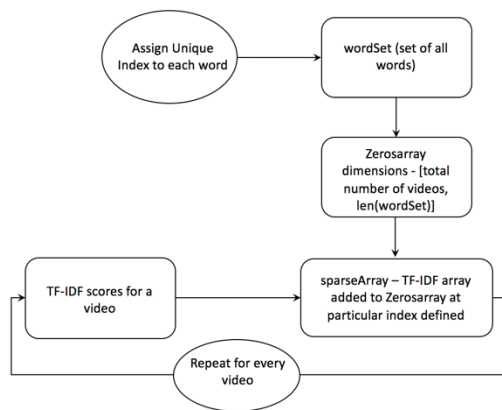 Assign Unique
Index to each word
wordSet (set of all
words)
Zerosarray
dimensions - [total
number of videos,
len(wordSet)]
TF-IDF scores for a
video
sparseArray – TF-IDF array
added to Zerosarray at
particular index defined
Repeat for every
video